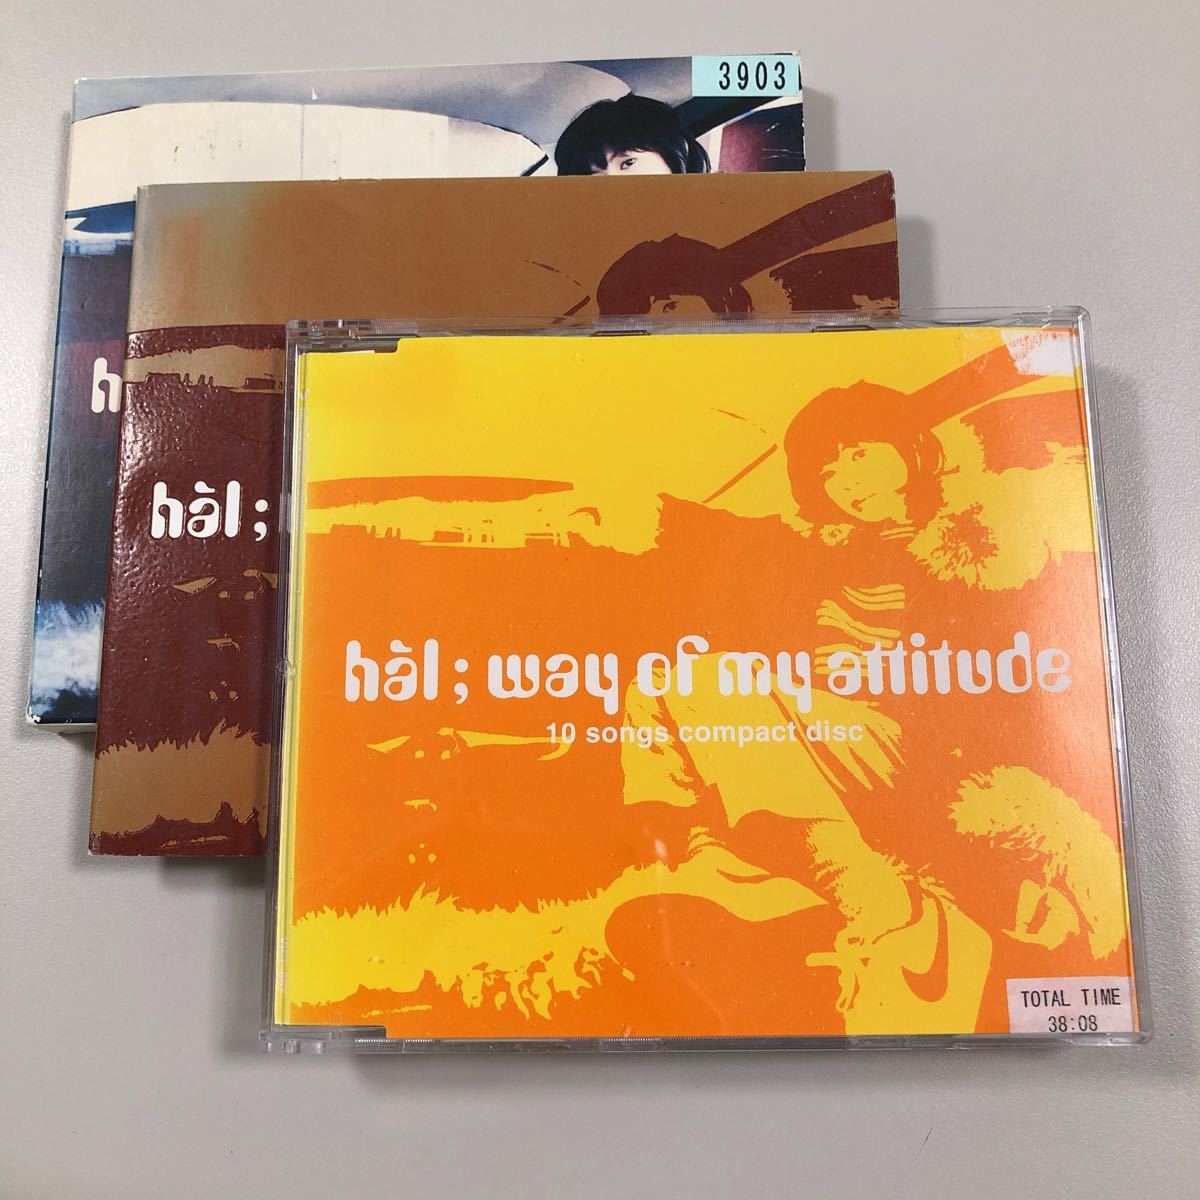 3903
h
hàl ;
hàl ; way of my attitude
10 songs compact disc
TOTAL TIME
38:08